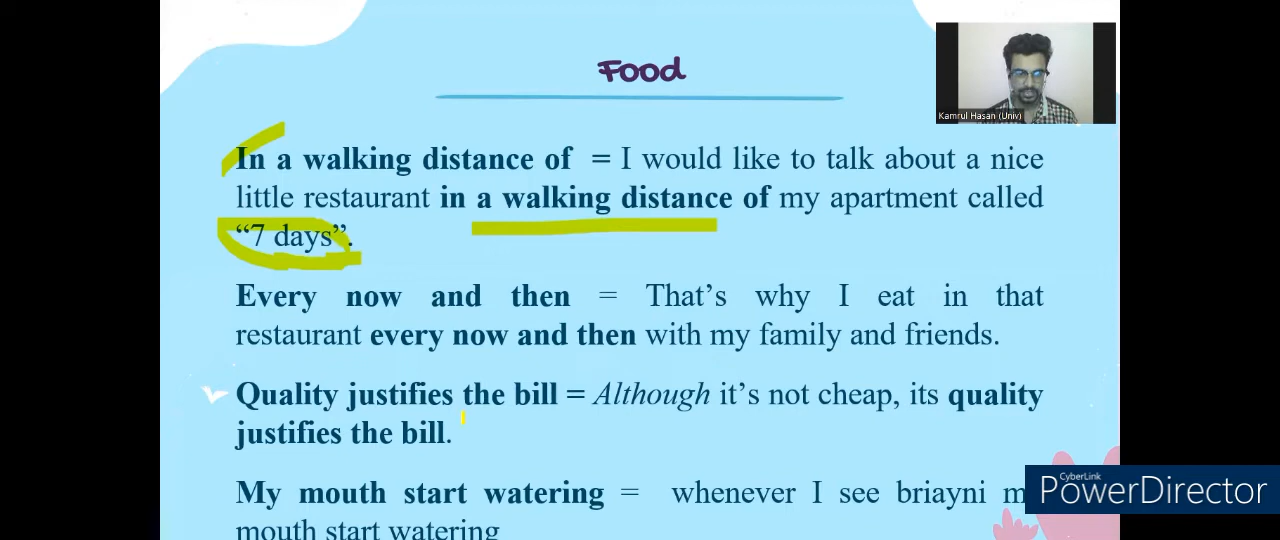 Food
Kamrul Hasan (Univ)
In a walking distance of = I would like to talk about a nice
little restaurant in a walking distance of my apartment called
“7 days”.
Every now and then = That’s why I eat in that
restaurant every now and then with my family and friends.
Quality justifies the bill = Although it’s not cheap, its quality
justifies the bill.
My mouth start watering = whenever I see briayni
mouth start watering
CyberLink
PowerDirector